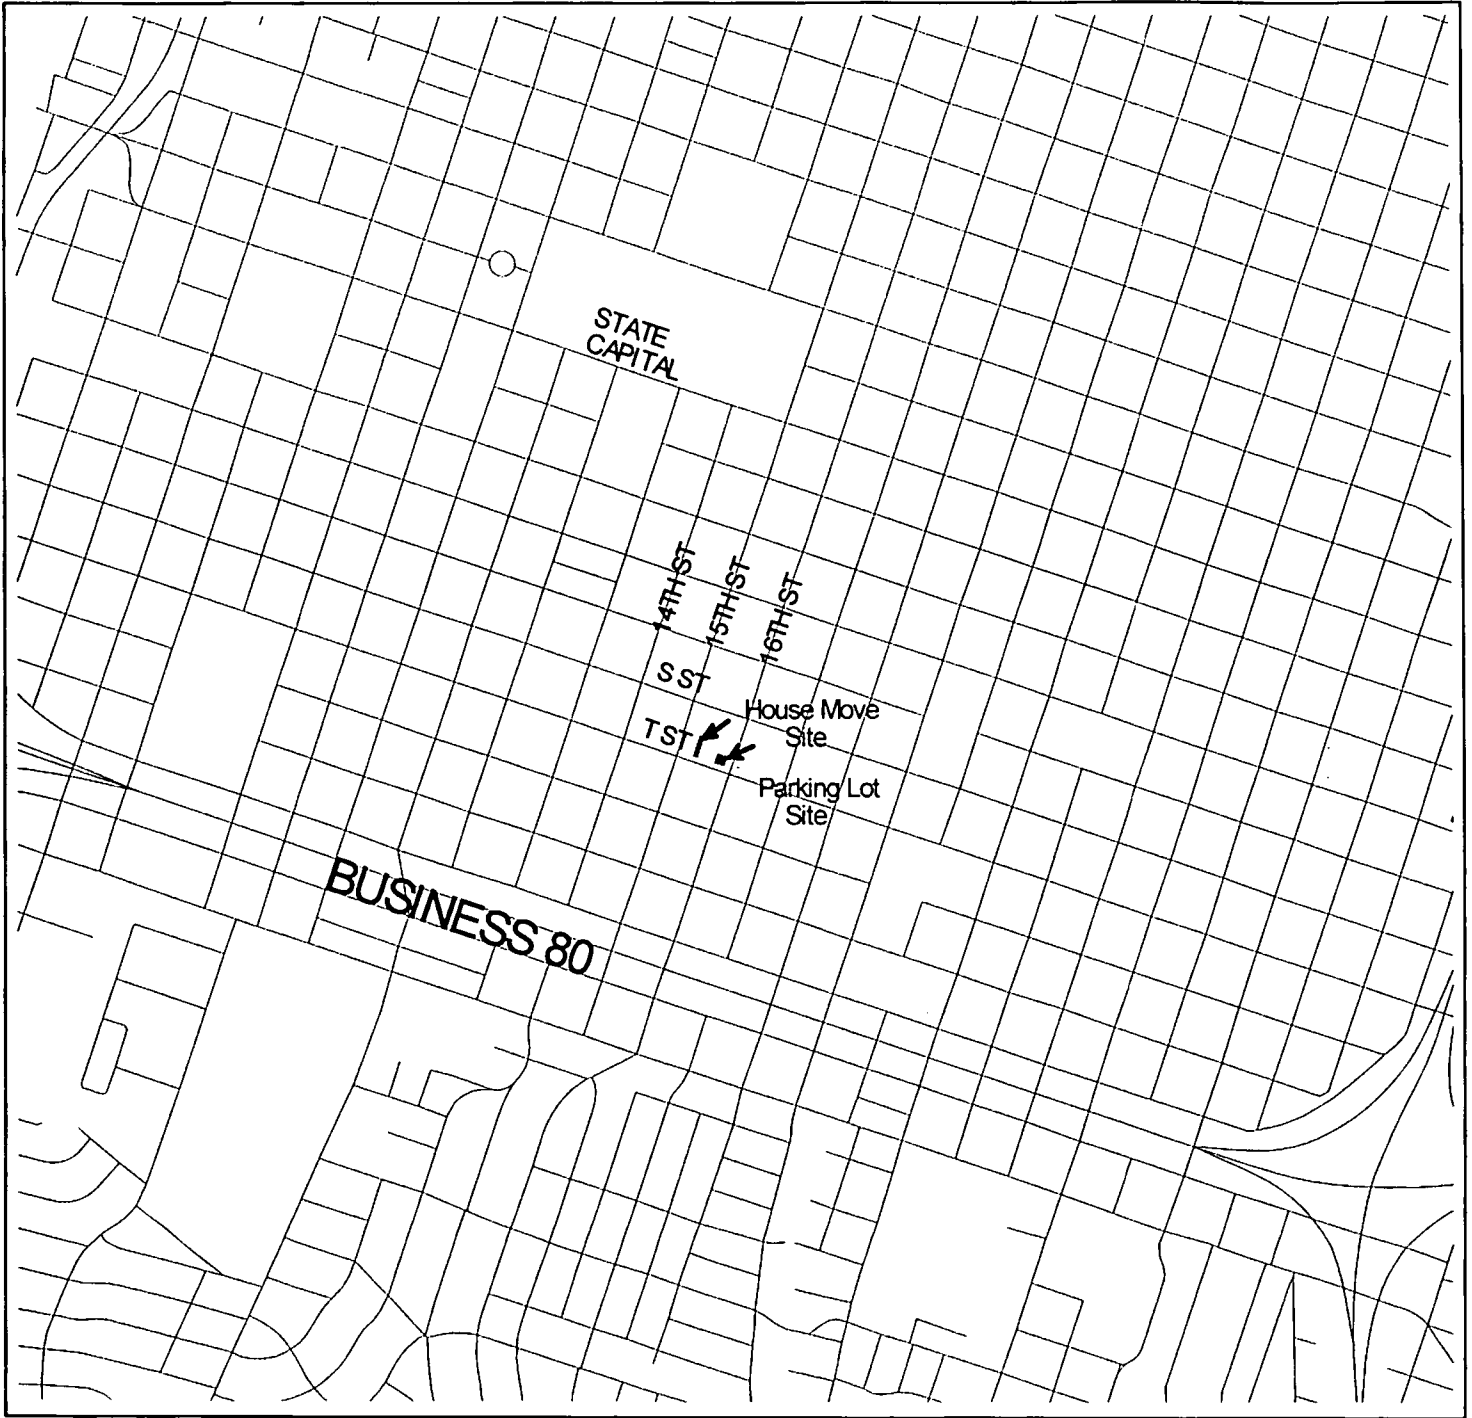 STATE
CAPITAL
14TH ST
15TH ST
16TH ST
S ST
T ST
House Move
Site
Parking Lot
Site
BUSINESS 80